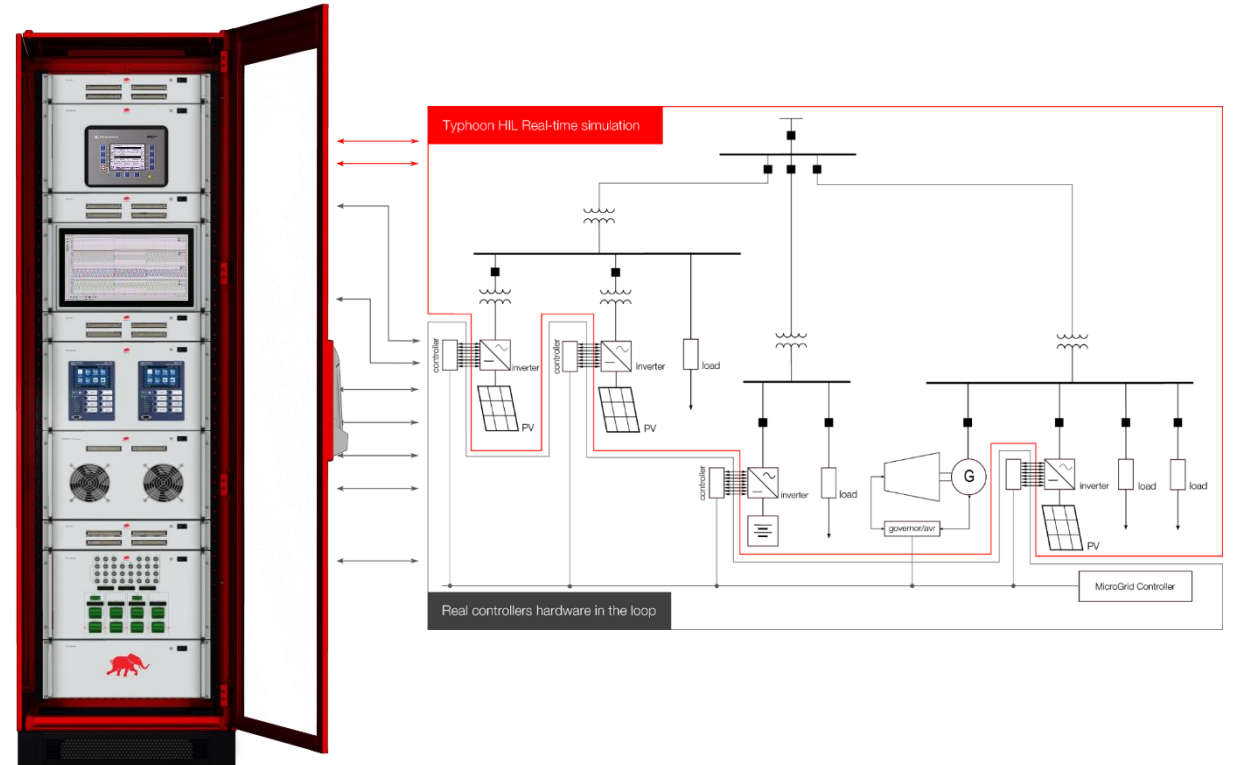 Typhoon HIL Real-time simulation
controller
inverter
PV
controller
inverter
PV
load
controller
inverter
load
G
governor/avr
inverter
PV
load
load
MicroGrid Controller
Real controllers hardware in the loop